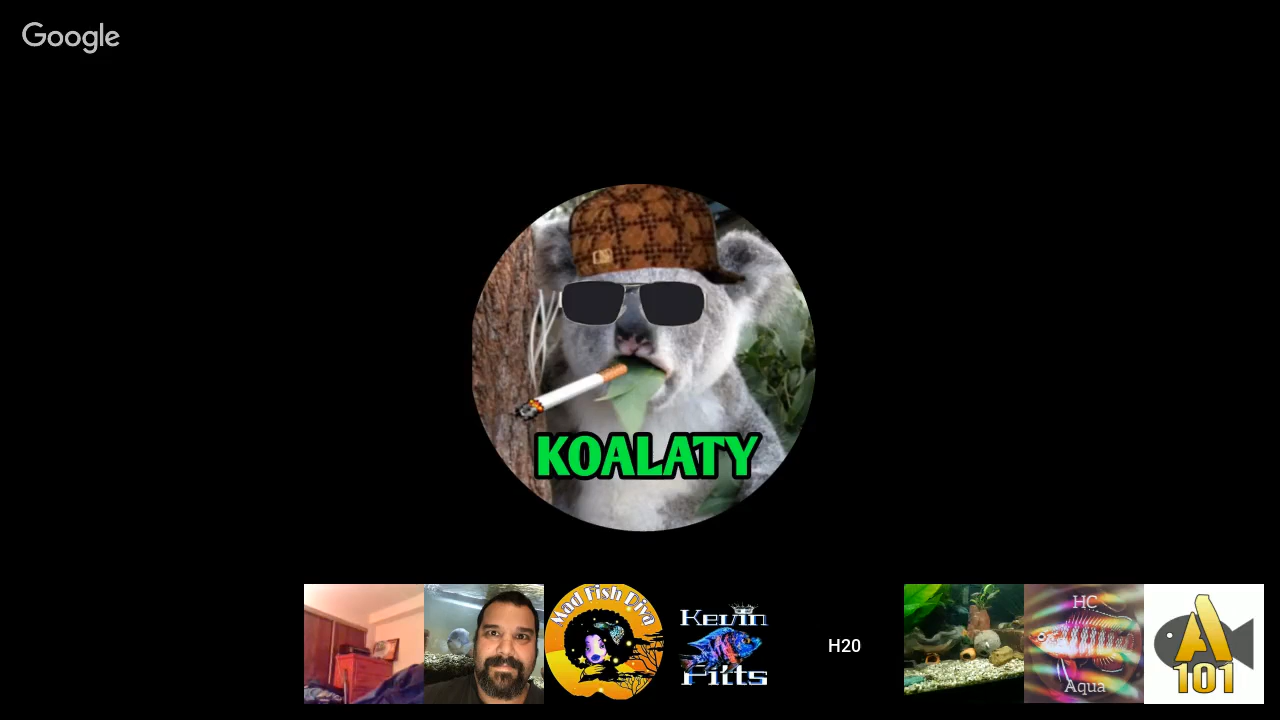 Google
KOALATY
Mad Fish Diva
Kevin
Fitts
H20
HC
Aqua
A
101